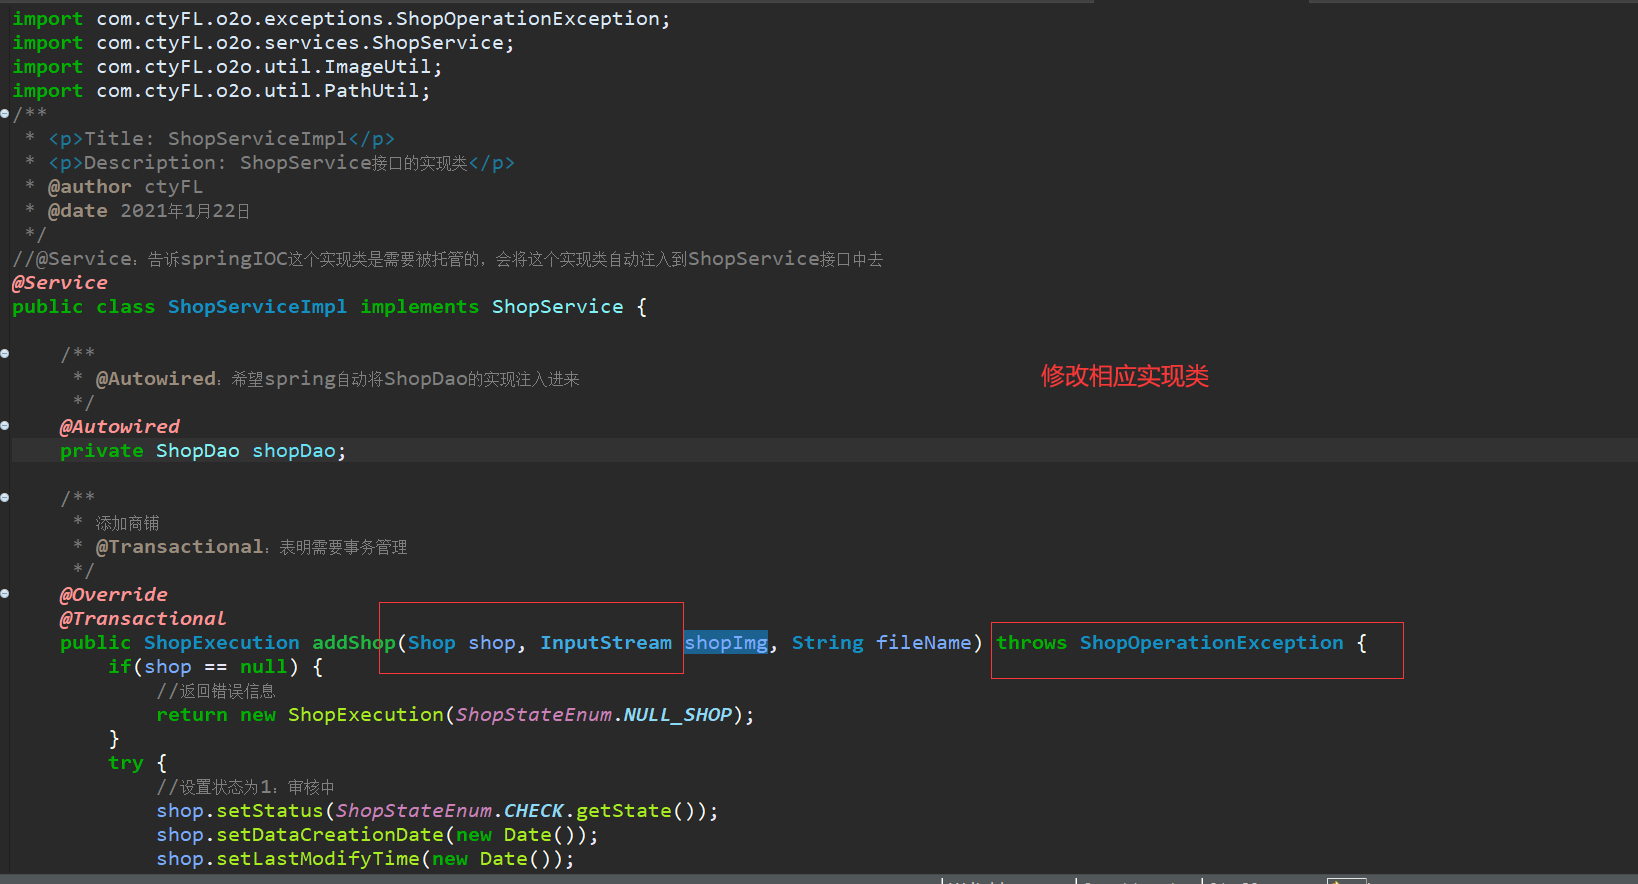 import com.ctyFL.o2o.exceptions.ShopOperationException;
import com.ctyFL.o2o.services.ShopService;
import com.ctyFL.o2o.util.ImageUtil;
import com.ctyFL.o2o.util.PathUtil;
/**
 * <p>Title: ShopServiceImpl</p>
 * <p>Description: ShopService接口的实现类</p>
 * @author ctyFL
 * @date 2021年1月22日
 */
//@Service：告诉springIOC这个实现类是需要被托管的，会将这个实现类自动注入到ShopService接口中去
@Service
public class ShopServiceImpl implements ShopService {
    /**
     * @Autowired：希望spring自动将ShopDao的实现注入进来
     */
修改相应实现类
    @Autowired
    private ShopDao shopDao;
    /**
     * 添加商铺
     * @Transactional：表明需要事务管理
     */
    @Override
    @Transactional
    public ShopExecution addShop(Shop shop, InputStream shopImg, String fileName) throws ShopOperationException {
        if(shop == null) {
            //返回错误信息
            return new ShopExecution(ShopStateEnum.NULL_SHOP);
        }
        try {
            //设置状态为1：审核中
            shop.setStatus(ShopStateEnum.CHECK.getState());
            shop.setDataCreationDate(new Date());
            shop.setLastModifyTime(new Date());